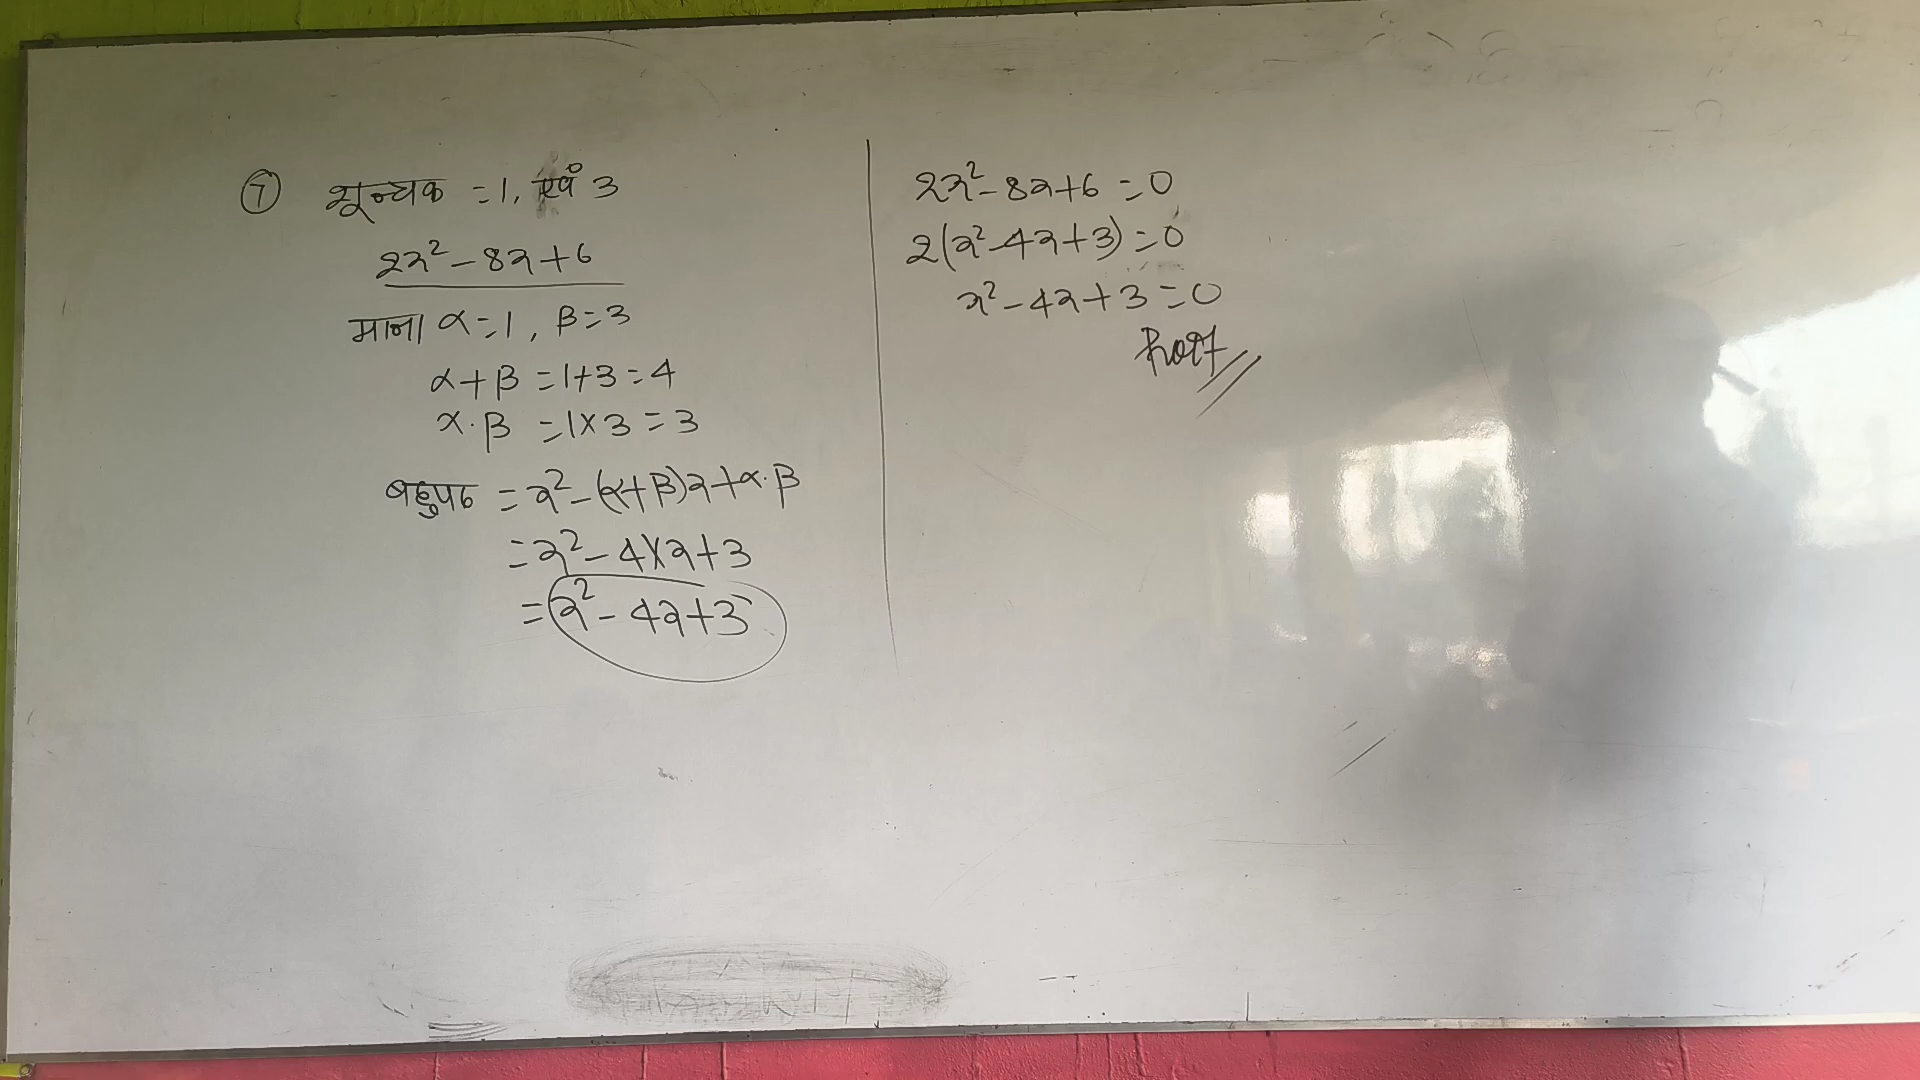 ⑦ शून्यक = 1, एवं 3
2x² - 8x + 6
माना α = 1, β = 3
α + β = 1 + 3 = 4
α . β = 1 × 3 = 3
बहुपद = x² - (α + β)x + α . β
= x² - 4 × x + 3
= x² - 4x + 3
2x² - 8x + 6 = 0
2(x² - 4x + 3) = 0
x² - 4x + 3 = 0